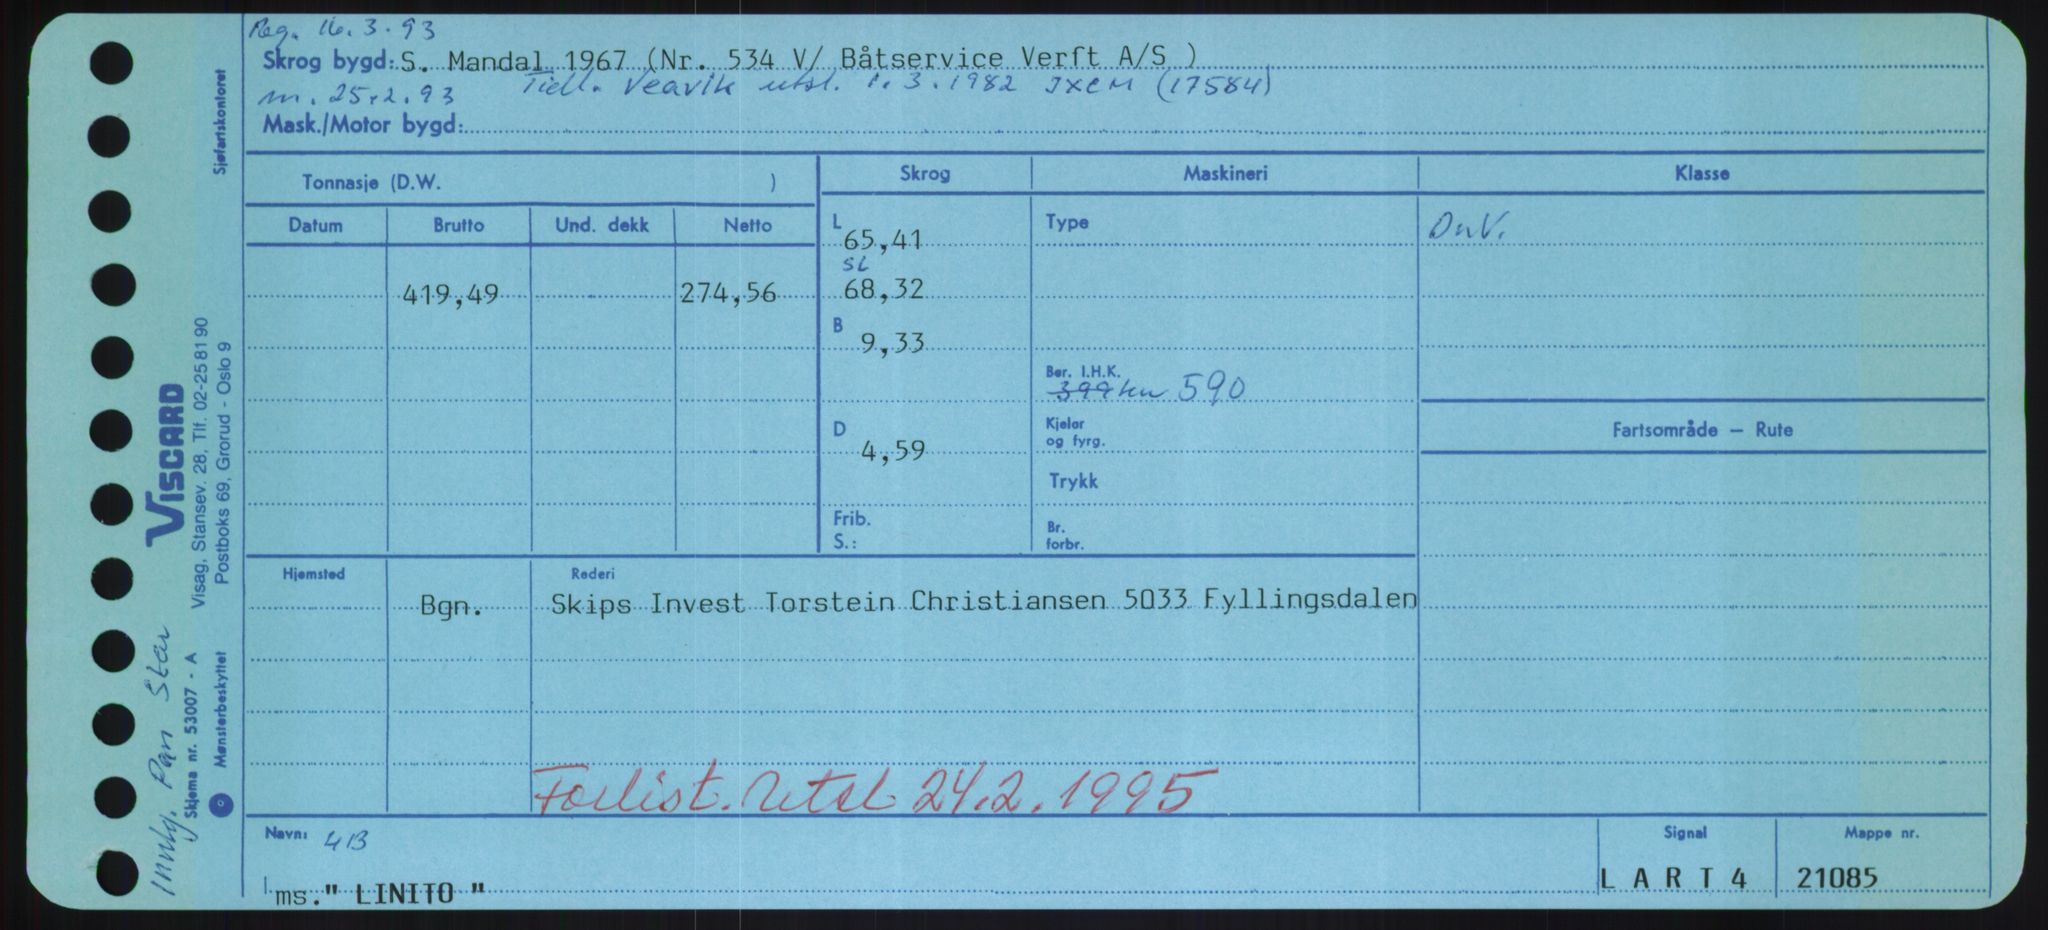 Reg. 16.3.93
Skrog bygd: S. Mandal 1967 (Nr. 534 V/ Båtservice Verft A/S )
m. 25.2.93 Tidl. Veavik utsl. 1.3.1982 JXCM (17584)
Mask./Motor bygd:
Tonnasje (D.W. )
Skrog Maskineri Klasse
Datum Brutto Und. dekk Netto
L 65,41
Type
DnV.
SL
419,49 274,56 68,32
B
9,33
Ber. I.H.K.
590
D
4,59
Kjelar
og fyrg.
Fartsområde — Rute
Trykk
Frib.
S.:
Br.
forbr.
Hjemsted Rederi
Bgn. Skips Invest Torstein Christiansen 5033 Fyllingsdalen
Forlist. Utsl 24.2.1995
Navn: 4B
Signal Mappe nr.
ms." LINITO "
L A R T 4 21085
Sjøfartskontoret
VISCARD
Visag, Stansev. 28, Tlf. 02-25 81 90
Postboks 69, Grorud - Oslo 9
Skjema nr. 53007 - A
© Mønsterbeskyttet
Pan Star